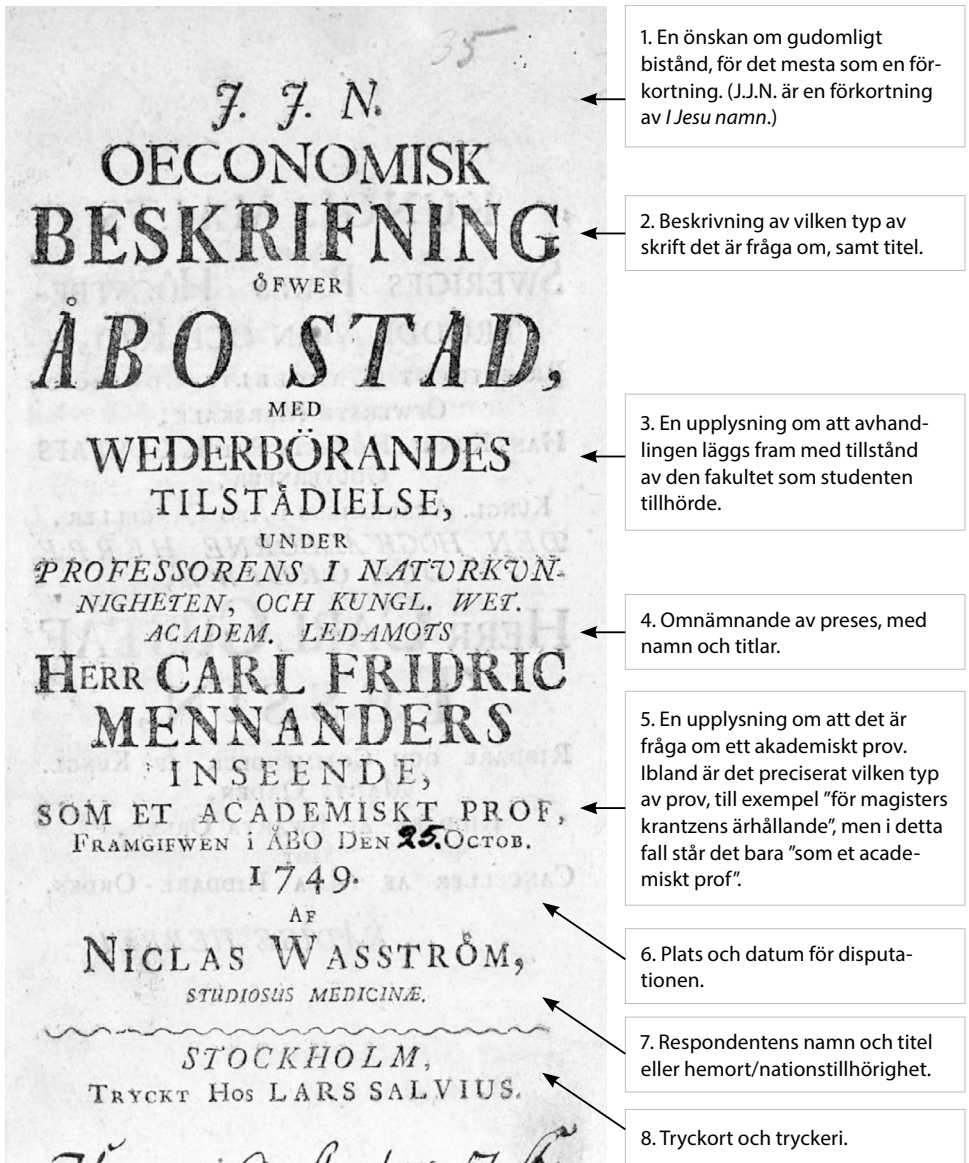 35
J. J. N.
OECONOMISK
BESKRIFNING
ÖFWER
ÅBO STAD,
MED
WEDERBÖRANDES
TILSTÅDIELSE,
UNDER
PROFESSORENS I NATURKUN-
NIGHETEN, OCH KUNGL. WET.
ACADEM. LEDAMOTS
HERR CARL FRIDRIC
MENNANDERS
INSEENDE,
SOM ET ACADEMISKT PROF,
FRAMGIFWEN I ÅBO DEN 25. OCTOB.
1749.
AF
NICLAS WASSTRÖM,
STUDIOSUS MEDICINÆ.
STOCKHOLM,
TRYCKT HOS LARS SALVIUS.
1. En önskan om gudomligt
bistånd, för det mesta som en för-
kortning. (J.J.N. är en förkortning
av I Jesu namn.)
2. Beskrivning av vilken typ av
skrift det är fråga om, samt titel.
3. En upplysning om att avhand-
lingen läggs fram med tillstånd
av den fakultet som studenten
tillhörde.
4. Omnämnande av preses, med
namn och titlar.
5. En upplysning om att det är
fråga om ett akademiskt prov.
Ibland är det preciserat vilken typ
av prov, till exempel ”för magisters
krantzens ärhållande”, men i detta
fall står det bara ”som et acade-
miskt prof”.
6. Plats och datum för disputa-
tionen.
7. Respondentens namn och titel
eller hemort/nationstillhörighet.
8. Tryckort och tryckeri.